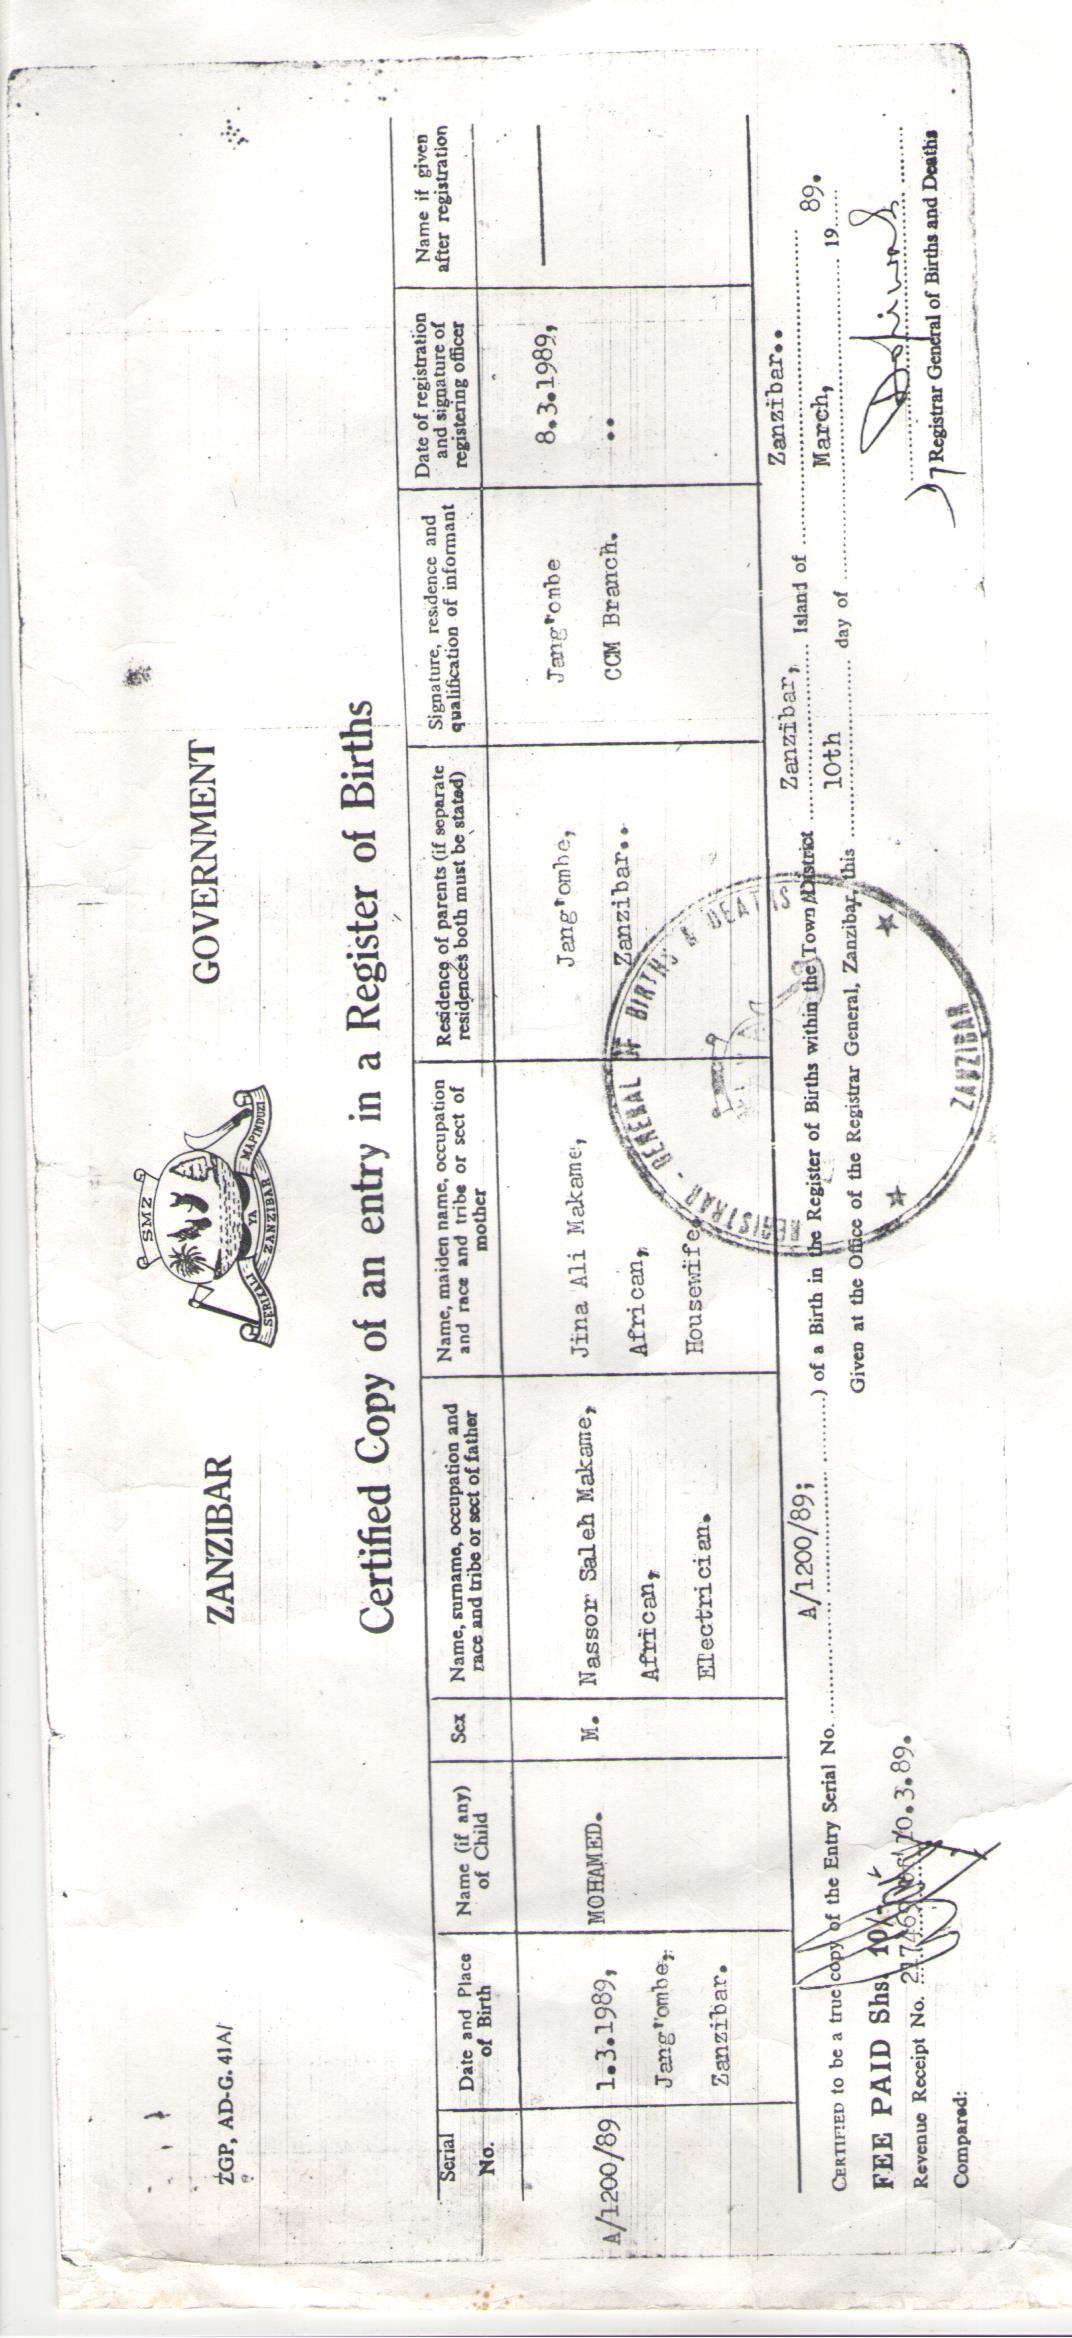 ZGP, AD-G. 41A/
ZANZIBAR GOVERNMENT
SMZ
SERIKALI YA MAPINDUZI
ZANZIBAR
Certified Copy of an entry in a Register of Births
Serial No.
Date and Place of Birth
Name (if any) of Child
Sex
Name, surname, occupation and race and tribe or sect of father
Name, maiden name, occupation and race and tribe or sect of mother
Residence of parents (if separate residences both must be stated)
Signature, residence and qualification of informant
Date of registration and signature of registering officer
Name if given after registration
A/1200/89
1.3.1989,
Jang'ombe,
Zanzibar.
MOHAMED.
M.
Nassor Saleh Makame,
African,
Electrician.
Jina Ali Makame,
African,
Housewife.
Jang'ombe,
Zanzibar..
Jang'ombe
CCM Branch.
8.3.1989,
..
CERTIFIED to be a true copy of the Entry Serial No. A/1200/89; ) of a Birth in the Register of Births within the Town/District Zanzibar, Island of Zanzibar..
FEE PAID Shs. 10/- Given at the Office of the Registrar General, Zanzibar, this 10th day of March, 19 89.
Revenue Receipt No. 10.3.89.
Compared:
Registrar General of Births and Deaths
REGISTRAR - GENERAL OF BIRTHS & DEATHS
ZANZIBAR